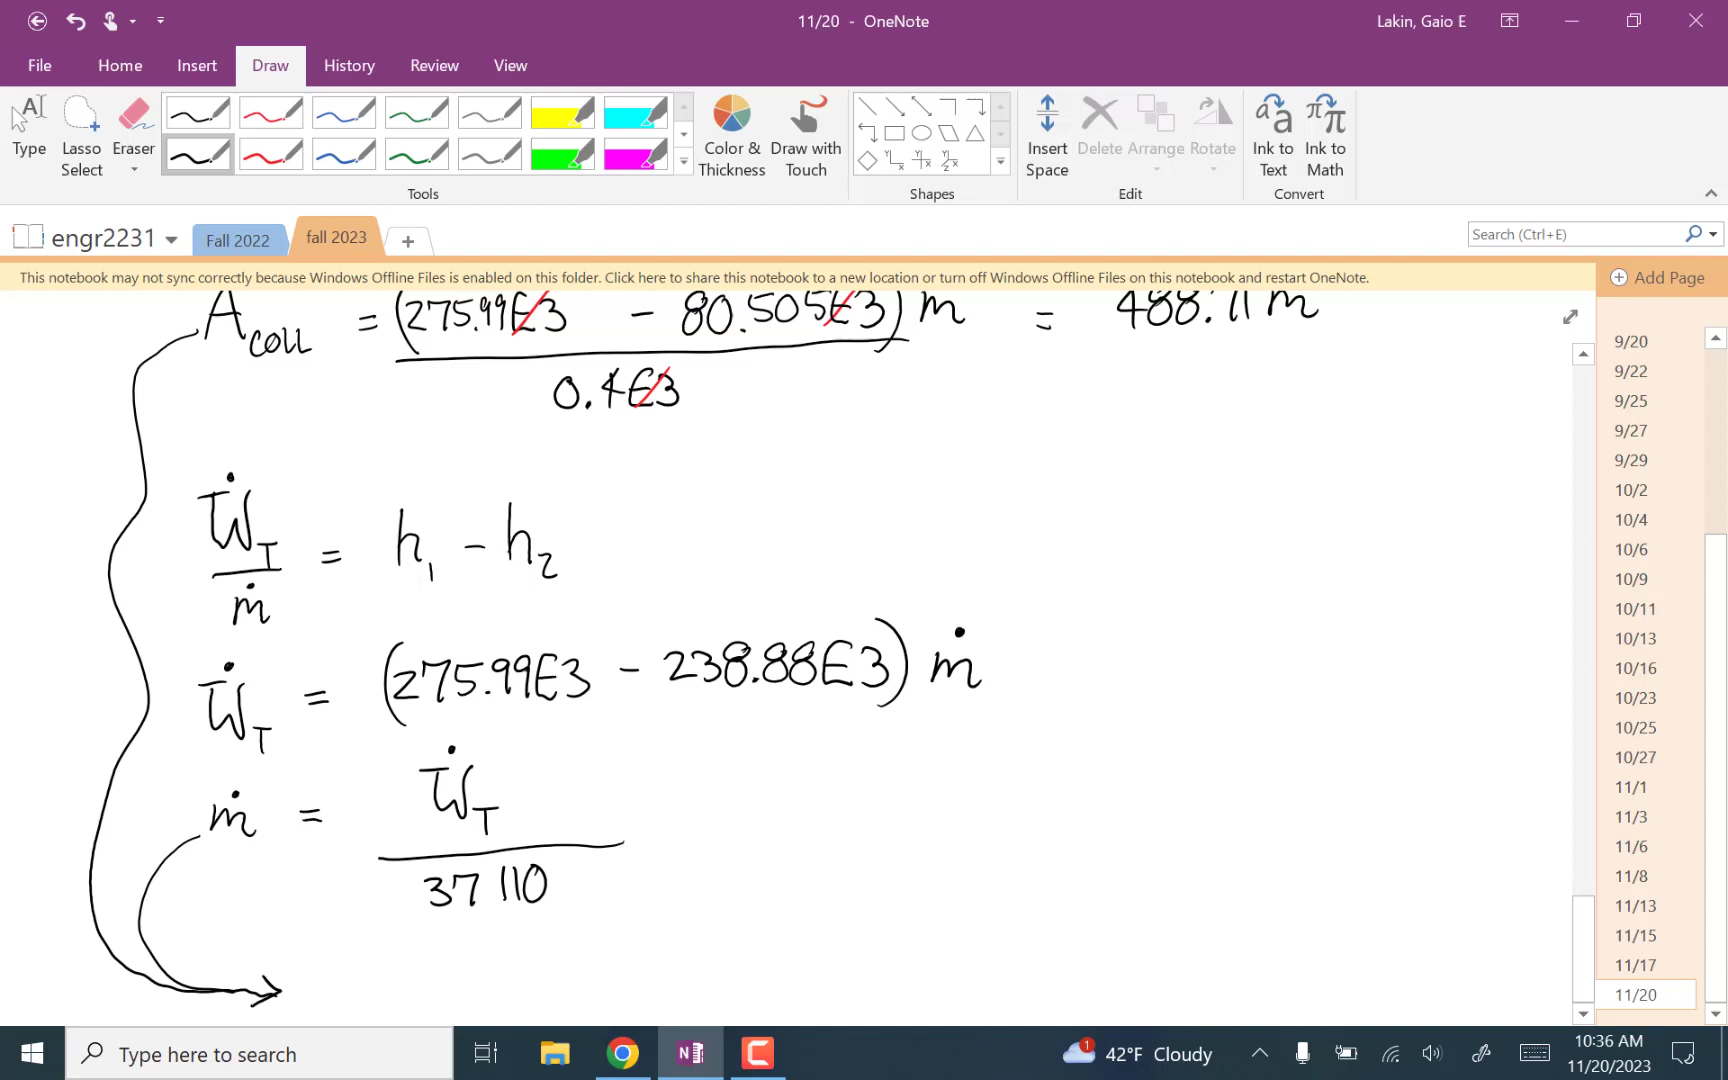 11/20 - OneNote
Lakin, Gaio E
File Home Insert Draw History Review View
Type
Lasso Select
Eraser
Color & Thickness
Draw with Touch
Insert Space
Delete
Arrange
Rotate
Ink to Text
Ink to Math
Tools
Shapes
Edit
Convert
engr2231
Fall 2022
fall 2023
Search (Ctrl+E)
This notebook may not sync correctly because Windows Offline Files is enabled on this folder. Click here to share this notebook to a new location or turn off Windows Offline Files on this notebook and restart OneNote.
Add Page
A_COLL = (275.99E3 - 80.505E3) ṁ / 0.4E3 = 488.71 ṁ
Ẇ_T / ṁ = h₁ - h₂
Ẇ_T = (275.99E3 - 238.88E3) ṁ
ṁ = Ẇ_T / 37 110
9/20
9/22
9/25
9/27
9/29
10/2
10/4
10/6
10/9
10/11
10/13
10/16
10/23
10/25
10/27
11/1
11/3
11/6
11/8
11/13
11/15
11/17
11/20
Type here to search
1
42°F Cloudy
10:36 AM
11/20/2023